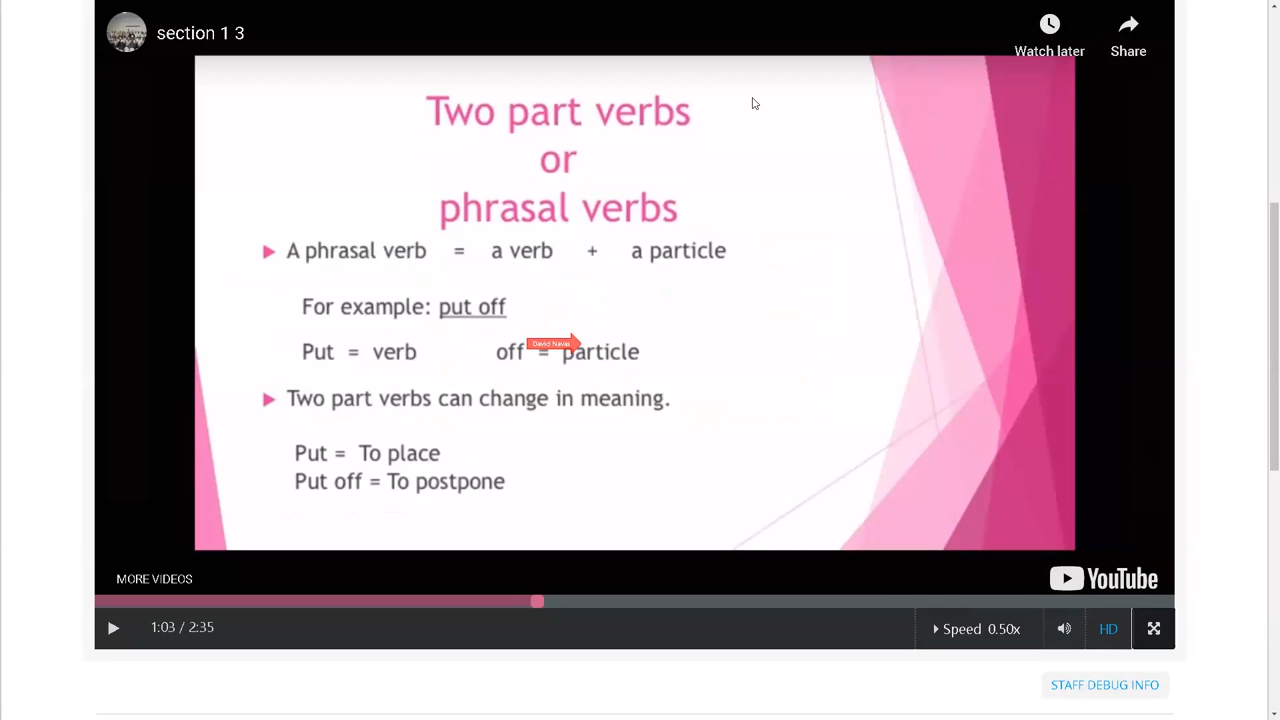 section 1 3
Watch later
Share
Two part verbs
or
phrasal verbs
A phrasal verb = a verb + a particle
For example: put off
Put = verb off = particle
David Navas
Two part verbs can change in meaning.
Put = To place
Put off = To postpone
MORE VIDEOS
YouTube
1:03 / 2:35
Speed 0.50x
HD
STAFF DEBUG INFO